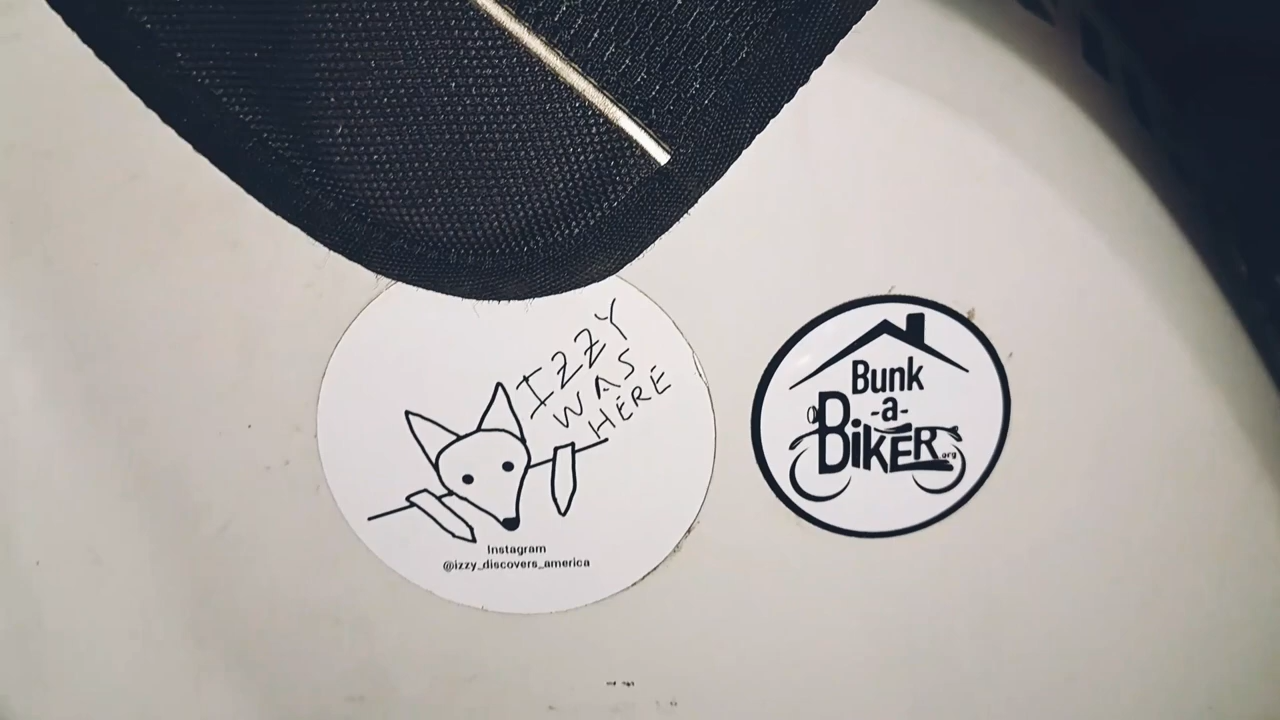 IZZY
WAS
HERE
Instagram
@izzy_discovers_america
Bunk
-a-
BiKER.org